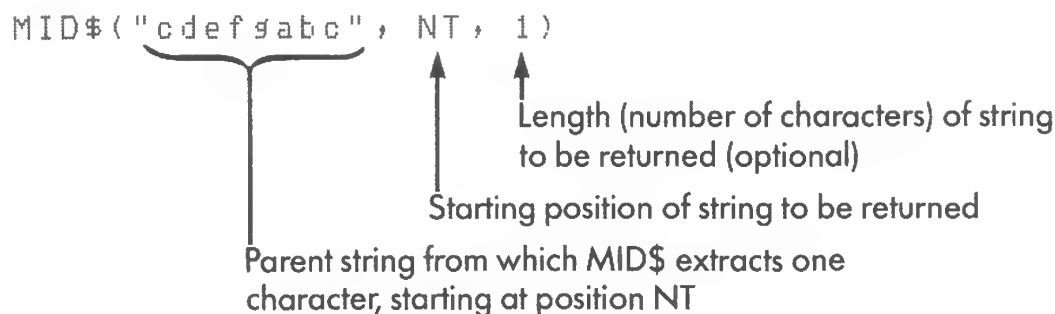 MID$("cdefgabc", NT, 1)
Length (number of characters) of string
to be returned (optional)
Starting position of string to be returned
Parent string from which MID$ extracts one
character, starting at position NT